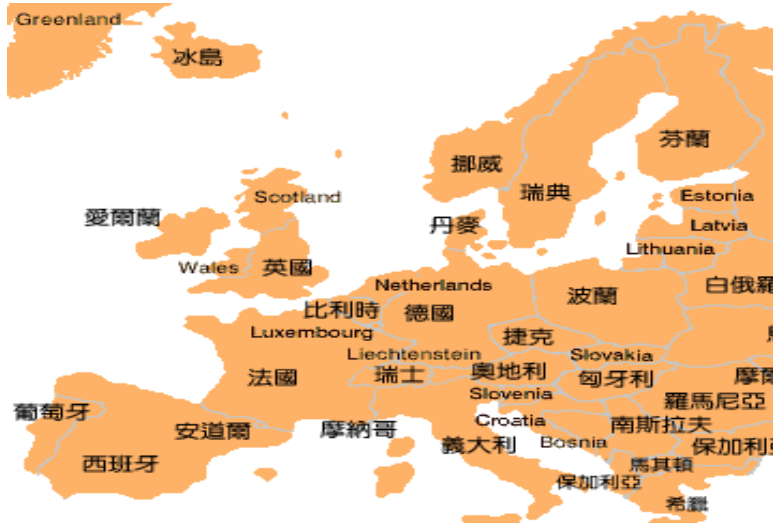 Greenland
冰島
芬蘭
挪威
瑞典
Scotland
Estonia
愛爾蘭
丹麥
Latvia
Lithuania
Wales
英國
Netherlands
白俄羅
波蘭
比利時
德國
Luxembourg
捷克
Liechtenstein
Slovakia
法國
瑞士
奧地利
匈牙利
摩爾
Slovenia
羅馬尼亞
葡萄牙
Croatia
南斯拉夫
安道爾
摩納哥
義大利
Bosnia
保加利亞
西班牙
馬其頓
保加利亞
希臘